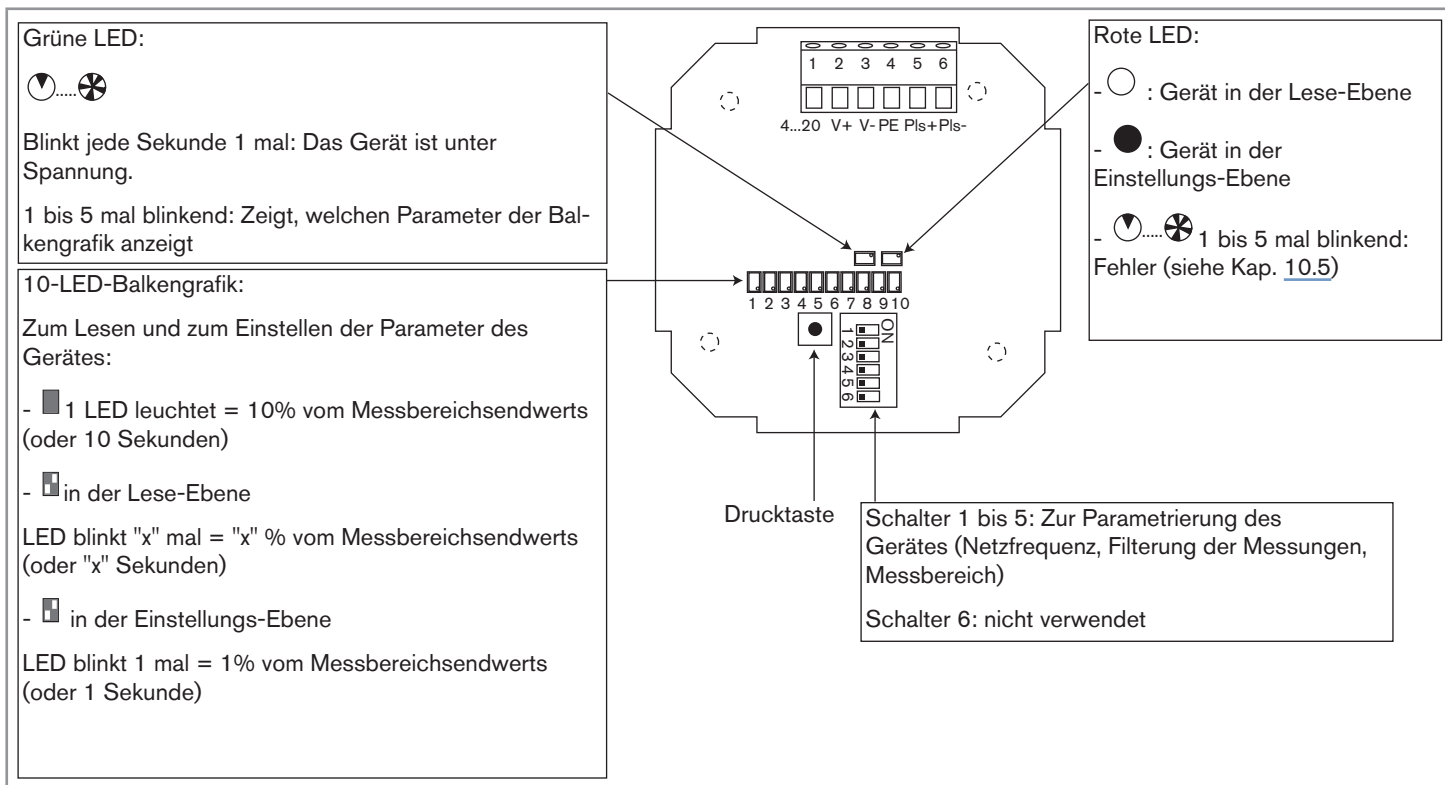 Grüne LED:
.....
Blinkt jede Sekunde 1 mal: Das Gerät ist unter
Spannung.
1 bis 5 mal blinkend: Zeigt, welchen Parameter der Bal-
kengrafik anzeigt
10-LED-Balkengrafik:
Zum Lesen und zum Einstellen der Parameter des
Gerätes:
- 1 LED leuchtet = 10% vom Messbereichsendwerts
(oder 10 Sekunden)
- in der Lese-Ebene
LED blinkt "x" mal = "x" % vom Messbereichsendwerts
(oder "x" Sekunden)
- in der Einstellungs-Ebene
LED blinkt 1 mal = 1% vom Messbereichsendwerts
(oder 1 Sekunde)
1 2 3 4 5 6
4...20 V+ V- PE Pls+ Pls-
1 2 3 4 5 6 7 8 9 10
ON
1
2
3
4
5
6
Drucktaste
Rote LED:
- : Gerät in der Lese-Ebene
- : Gerät in der
Einstellungs-Ebene
- ..... 1 bis 5 mal blinkend:
Fehler (siehe Kap. 10.5)
Schalter 1 bis 5: Zur Parametrierung des
Gerätes (Netzfrequenz, Filterung der Messungen,
Messbereich)
Schalter 6: nicht verwendet